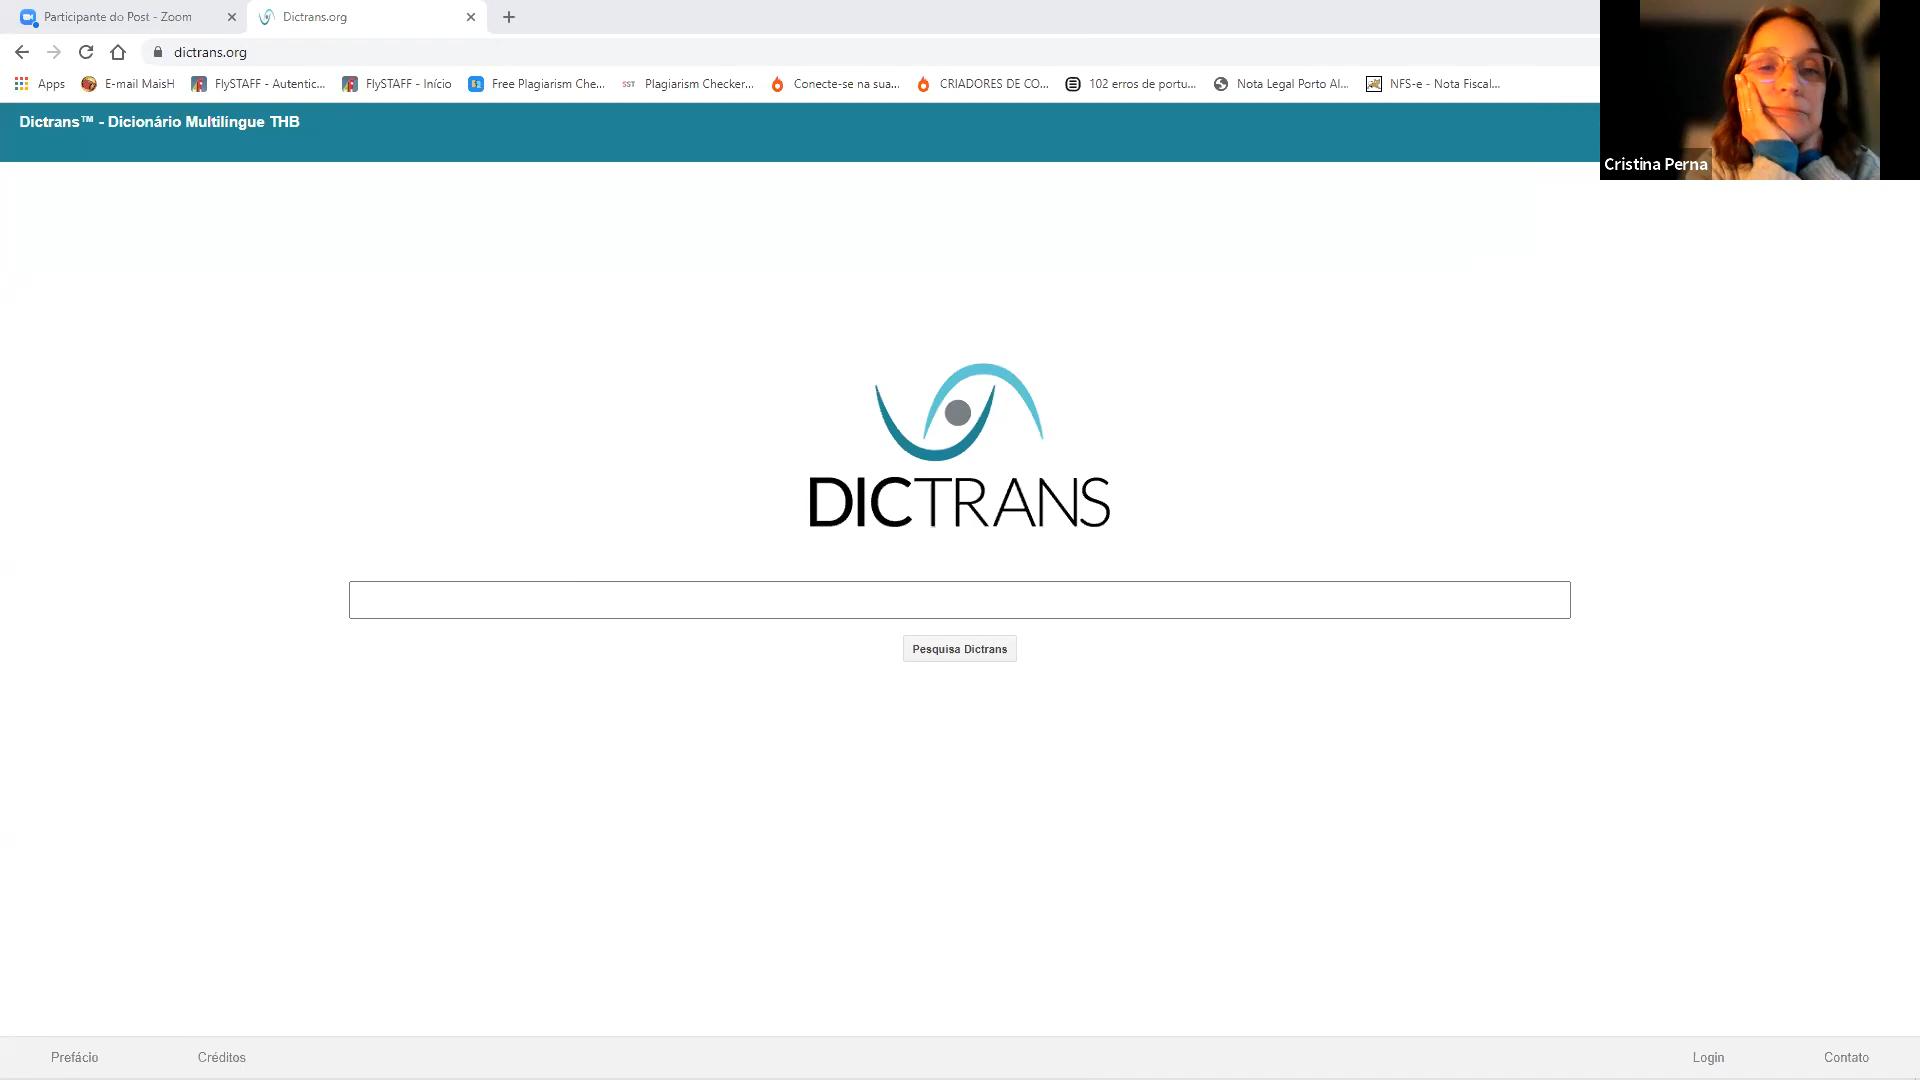 Participante do Post - Zoom
Dictrans.org
dictrans.org
Apps
E-mail MaisH
FlySTAFF - Autentic...
FlySTAFF - Início
Free Plagiarism Che...
SST
Plagiarism Checker...
Conecte-se na sua...
CRIADORES DE CO...
102 erros de portu...
Nota Legal Porto Al...
NFS-e - Nota Fiscal...
Dictrans™ - Dicionário Multilíngue THB
Cristina Perna
DICTRANS
Pesquisa Dictrans
Prefácio
Créditos
Login
Contato